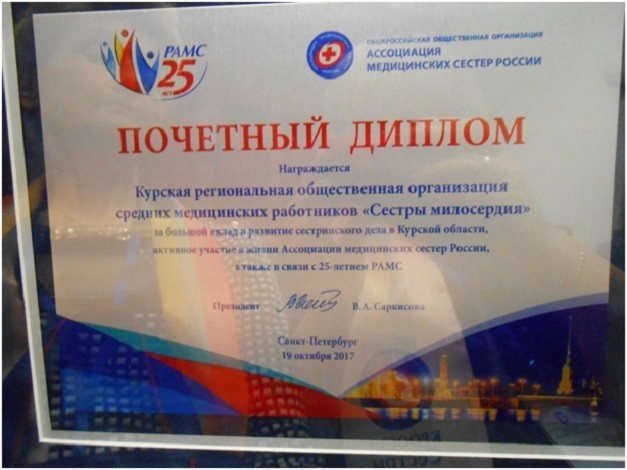 РАМС
25
лет
ОБЩЕРОССИЙСКАЯ ОБЩЕСТВЕННАЯ ОРГАНИЗАЦИЯ
АССОЦИАЦИЯ
МЕДИЦИНСКИХ СЕСТЕР РОССИИ
ПОЧЕТНЫЙ ДИПЛОМ
Награждается
Курская региональная общественная организация
средних медицинских работников «Сестры милосердия»
за большой вклад в развитие сестринского дела в Курской области,
активное участие в жизни Ассоциации медицинских сестер России,
а также в связи с 25-летием РАМС
Президент В.А. Саркисова
Санкт-Петербург
19 октября 2017